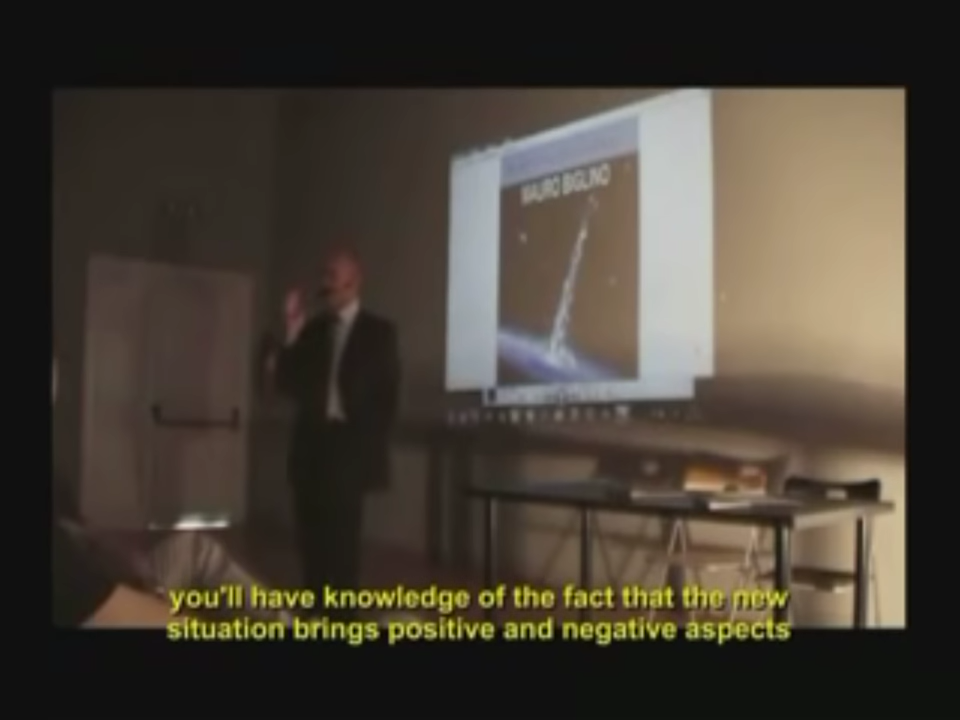 MAURO BIGLINO
you'll have knowledge of the fact that the new
situation brings positive and negative aspects